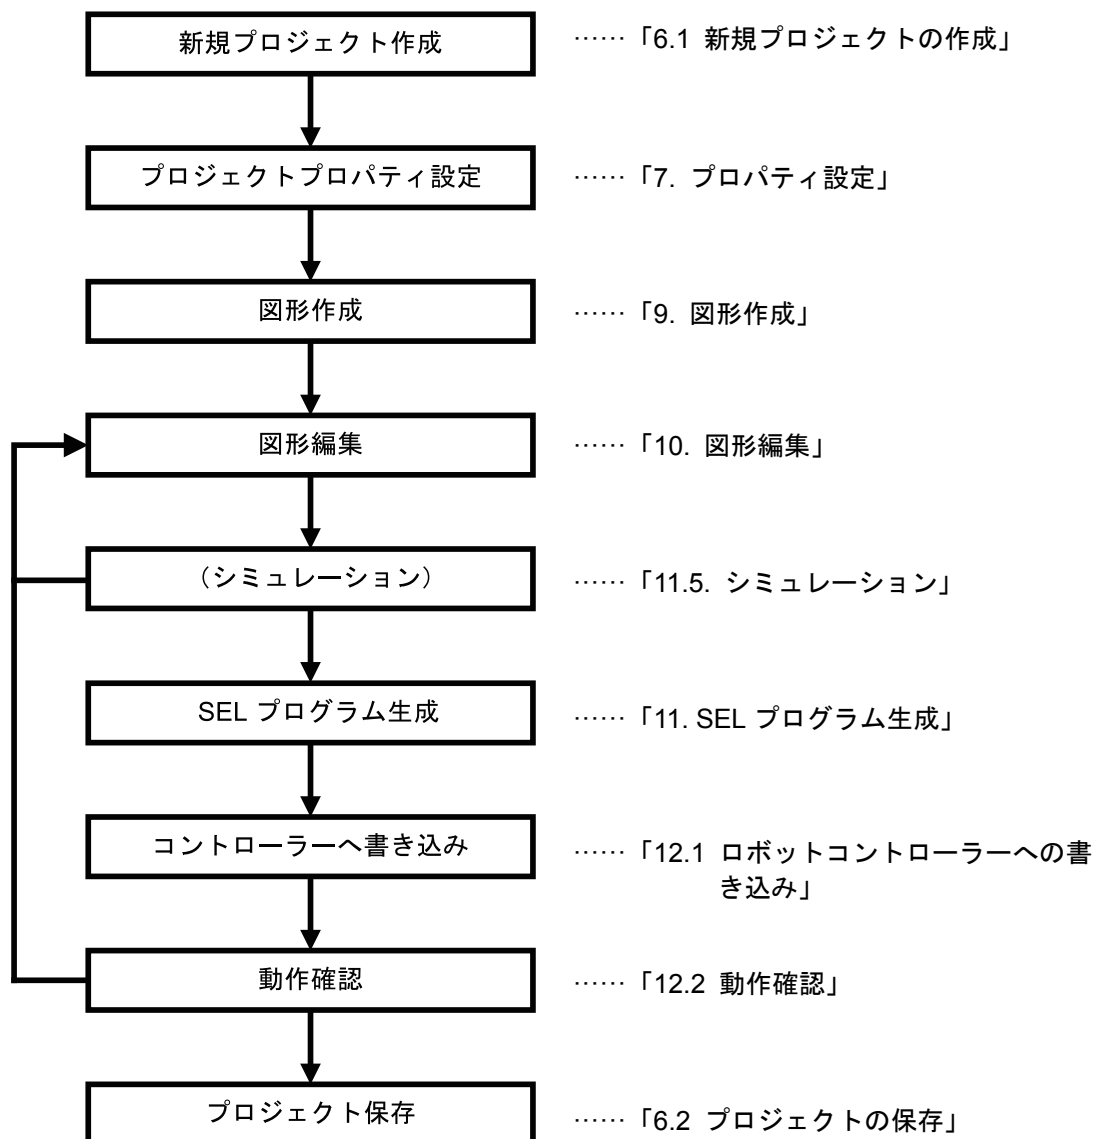 新規プロジェクト作成 ……「6.1 新規プロジェクトの作成」
プロジェクトプロパティ設定 ……「7. プロパティ設定」
図形作成 ……「9. 図形作成」
図形編集 ……「10. 図形編集」
（シミュレーション） ……「11.5. シミュレーション」
SEL プログラム生成 ……「11. SEL プログラム生成」
コントローラーへ書き込み ……「12.1 ロボットコントローラーへの書
き込み」
動作確認 ……「12.2 動作確認」
プロジェクト保存 ……「6.2 プロジェクトの保存」